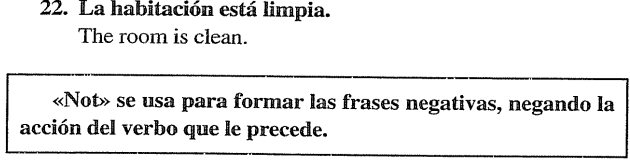 22. La habitación está limpia.
The room is clean.
«Not» se usa para formar las frases negativas, negando la
acción del verbo que le precede.